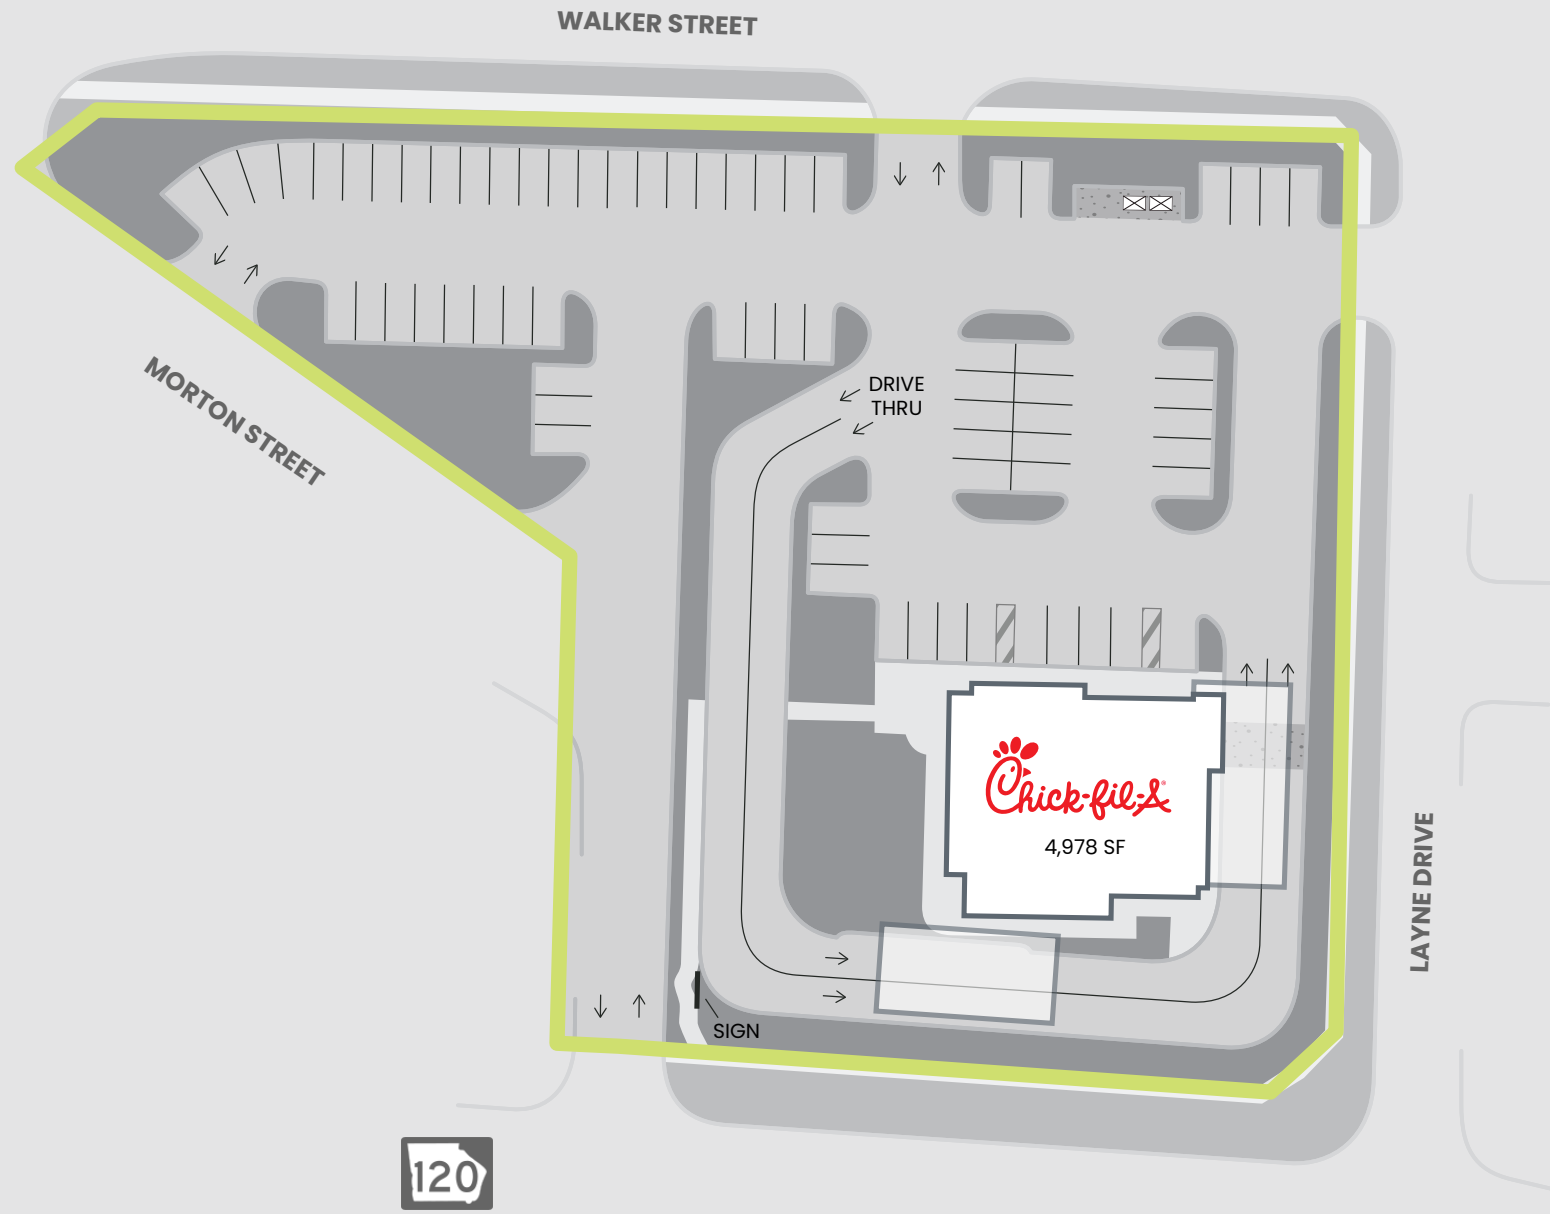 WALKER STREET
MORTON STREET
DRIVE
THRU
Chick-fil-A®
4,978 SF
LAYNE DRIVE
SIGN
120